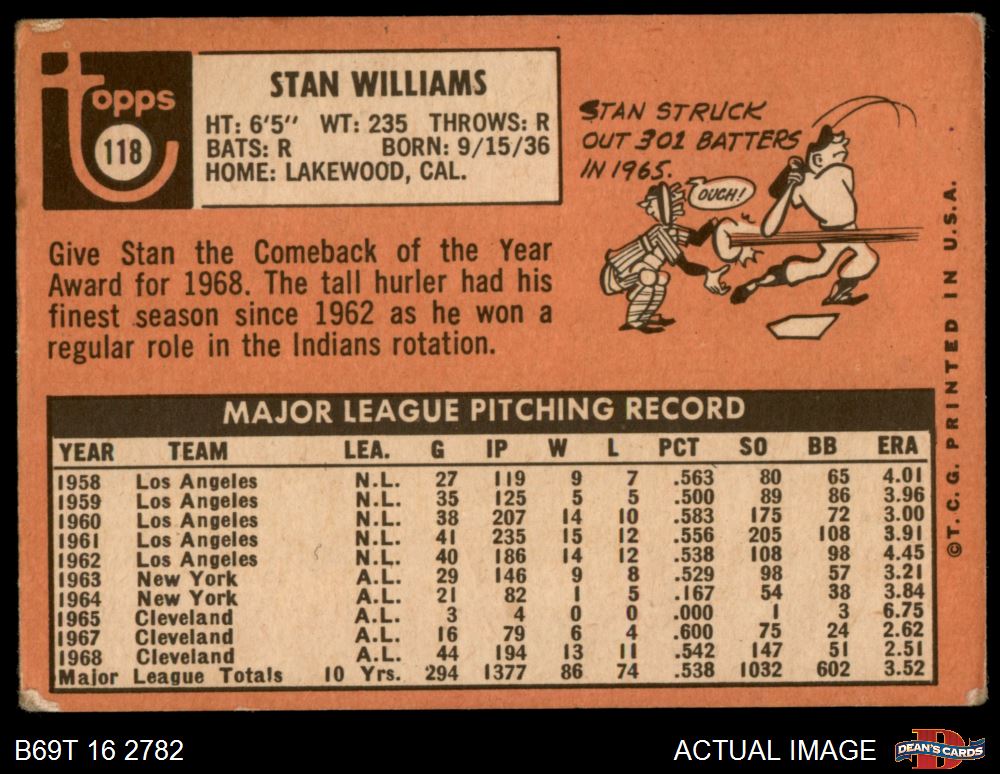 topps
118
STAN WILLIAMS
HT: 6'5" WT: 235 THROWS: R
BATS: R BORN: 9/15/36
HOME: LAKEWOOD, CAL.
STAN STRUCK
OUT 301 BATTERS
IN 1965.
OUCH!
Give Stan the Comeback of the Year
Award for 1968. The tall hurler had his
finest season since 1962 as he won a
regular role in the Indians rotation.
MAJOR LEAGUE PITCHING RECORD
YEAR TEAM LEA. G IP W L PCT SO BB ERA
1958 Los Angeles N.L. 27 119 9 7 .563 80 65 4.01
1959 Los Angeles N.L. 35 125 5 5 .500 89 86 3.96
1960 Los Angeles N.L. 38 207 14 10 .583 175 72 3.00
1961 Los Angeles N.L. 41 235 15 12 .556 205 108 3.91
1962 Los Angeles N.L. 40 186 14 12 .538 108 98 4.45
1963 New York A.L. 29 146 9 8 .529 98 57 3.21
1964 New York A.L. 21 82 1 5 .167 54 38 3.84
1965 Cleveland A.L. 3 4 0 0 .000 1 3 6.75
1967 Cleveland A.L. 16 79 6 4 .600 75 24 2.62
1968 Cleveland A.L. 44 194 13 11 .542 147 51 2.51
Major League Totals 10 Yrs. 294 1377 86 74 .538 1032 602 3.52
©T.C.G. PRINTED IN U.S.A.
B69T 16 2782
ACTUAL IMAGE
D
DEAN'S CARDS